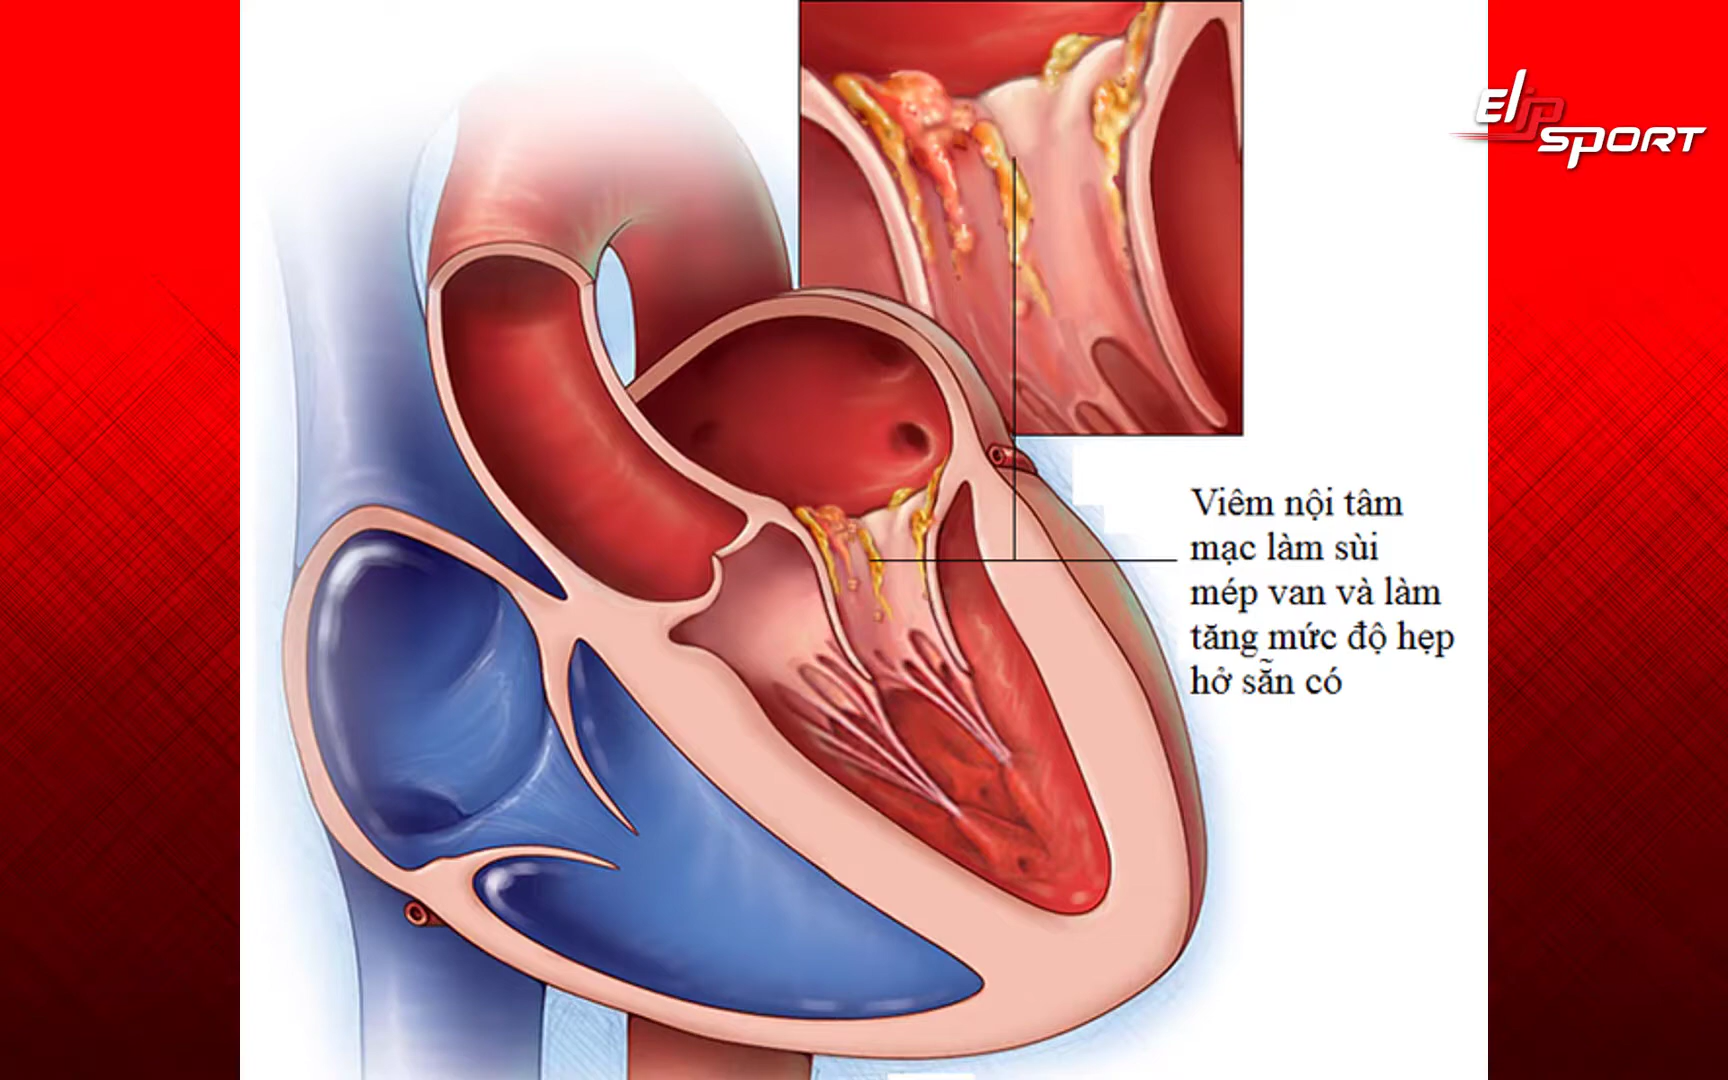 Elip
SPORT
Viêm nội tâm
mạc làm sùi
mép van và làm
tăng mức độ hẹp
hở sẵn có